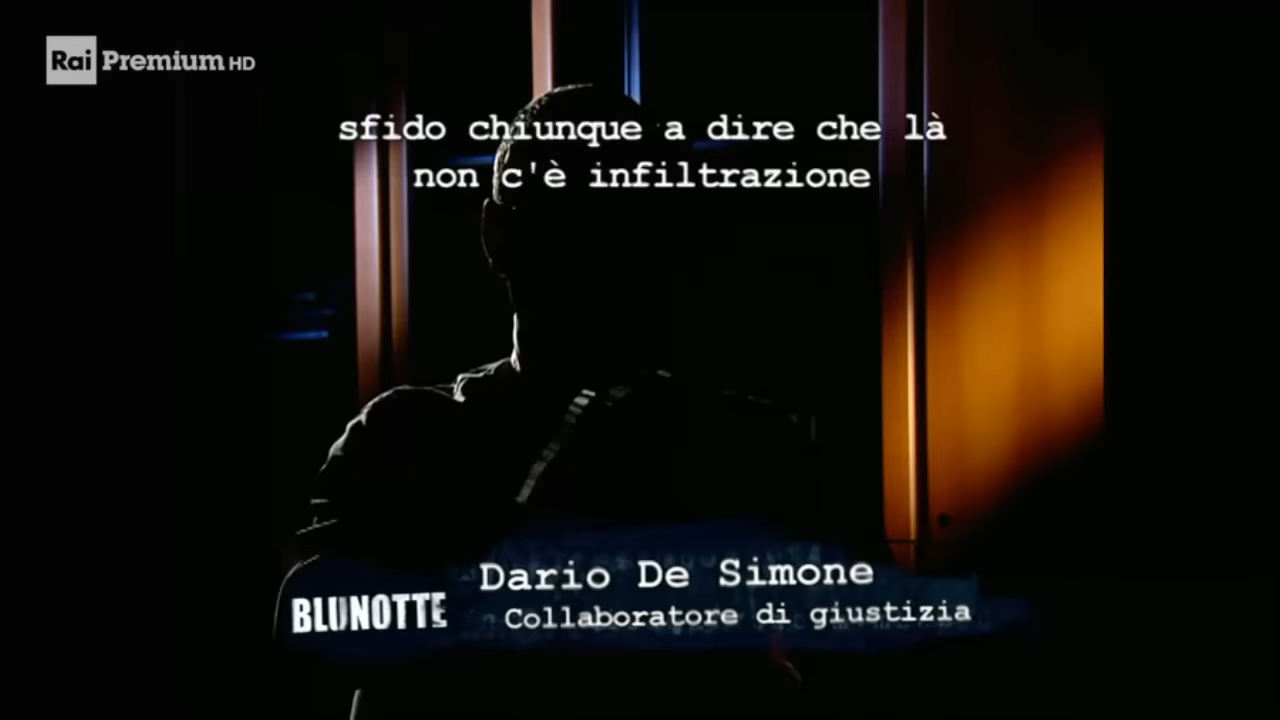 Rai Premium HD
sfido chiunque a dire che là
non c'è infiltrazione
Dario De Simone
BLUNOTTE
Collaboratore di giustizia